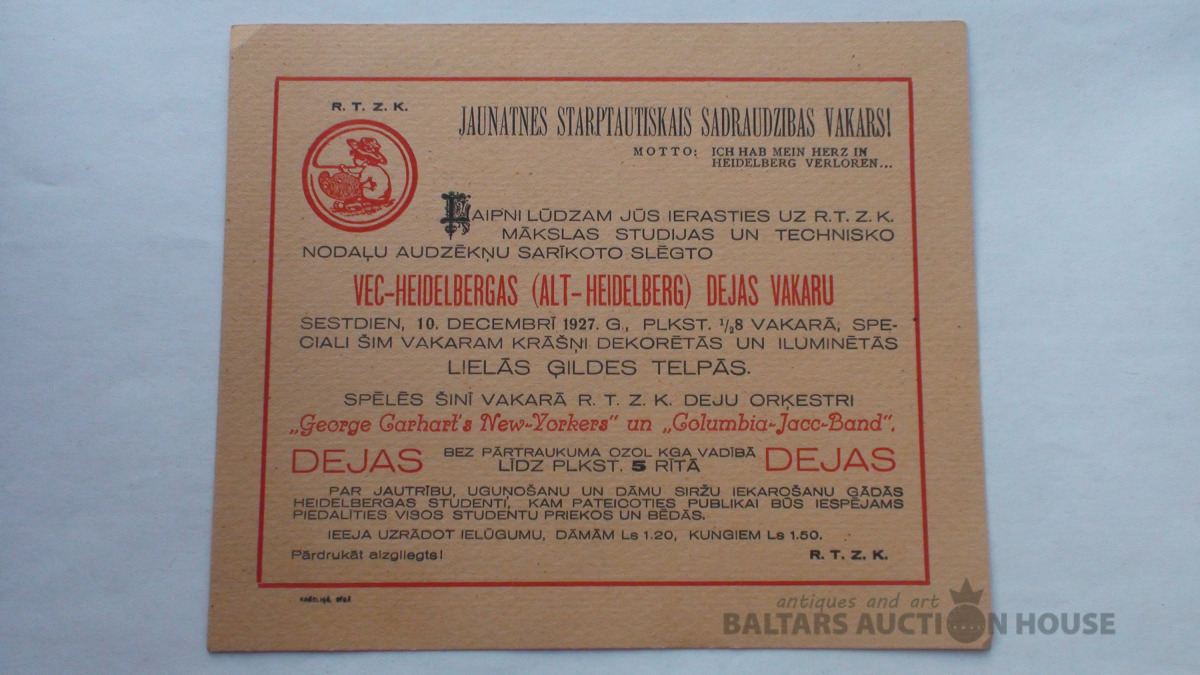 R. T. Z. K.
JAUNATNES STARPTAUTISKAIS SADRAUDZIBAS VAKARS!
MOTTO: ICH HAB MEIN HERZ IN
HEIDELBERG VERLOREN...
LAIPNI LŪDZAM JŪS IERASTIES UZ R.T. Z. K.
MĀKSLAS STUDIJAS UN TECHNISKO
NODAĻU AUDZĒKŅU SARĪKOTO SLĒGTO
VEC-HEIDELBERGAS (ALT-HEIDELBERG) DEJAS VAKARU
SESTDIEN, 10. DECEMBRĪ 1927. G., PLKST. ½8 VAKARĀ, SPE-
CIALI ŠIM VAKARAM KRĀŠŅI DEKORĒTĀS UN ILUMINĒTĀS
LIELĀS ĢILDES TELPĀS.
SPĒLĒS ŠINĪ VAKARĀ R. T. Z. K. DEJU ORĶESTRI
„George Carhart's New-Yorkers" un „Columbia-Jacc-Band".
DEJAS BEZ PĀRTRAUKUMA OZOL KGA VADĪBĀ DEJAS
LĪDZ PLKST. 5 RĪTĀ
PAR JAUTRĪBU, UGUŅOŠANU UN DĀMU SIRŽU IEKAROŠANU GĀDĀS
HEIDELBERGAS STUDENTI, KAM PATEICOTIES PUBLIKAI BŪS IESPĒJAMS
PIEDALĪTIES VISOS STUDENTU PRIEKOS UN BĒDĀS.
IEEJA UZRĀDOT IELŪGUMU, DĀMĀM Ls 1.20, KUNGIEM Ls 1.50.
Pārdrukāt aizgliegts!
R. T. Z. K.
antiques and art
BALTARS AUCTION HOUSE